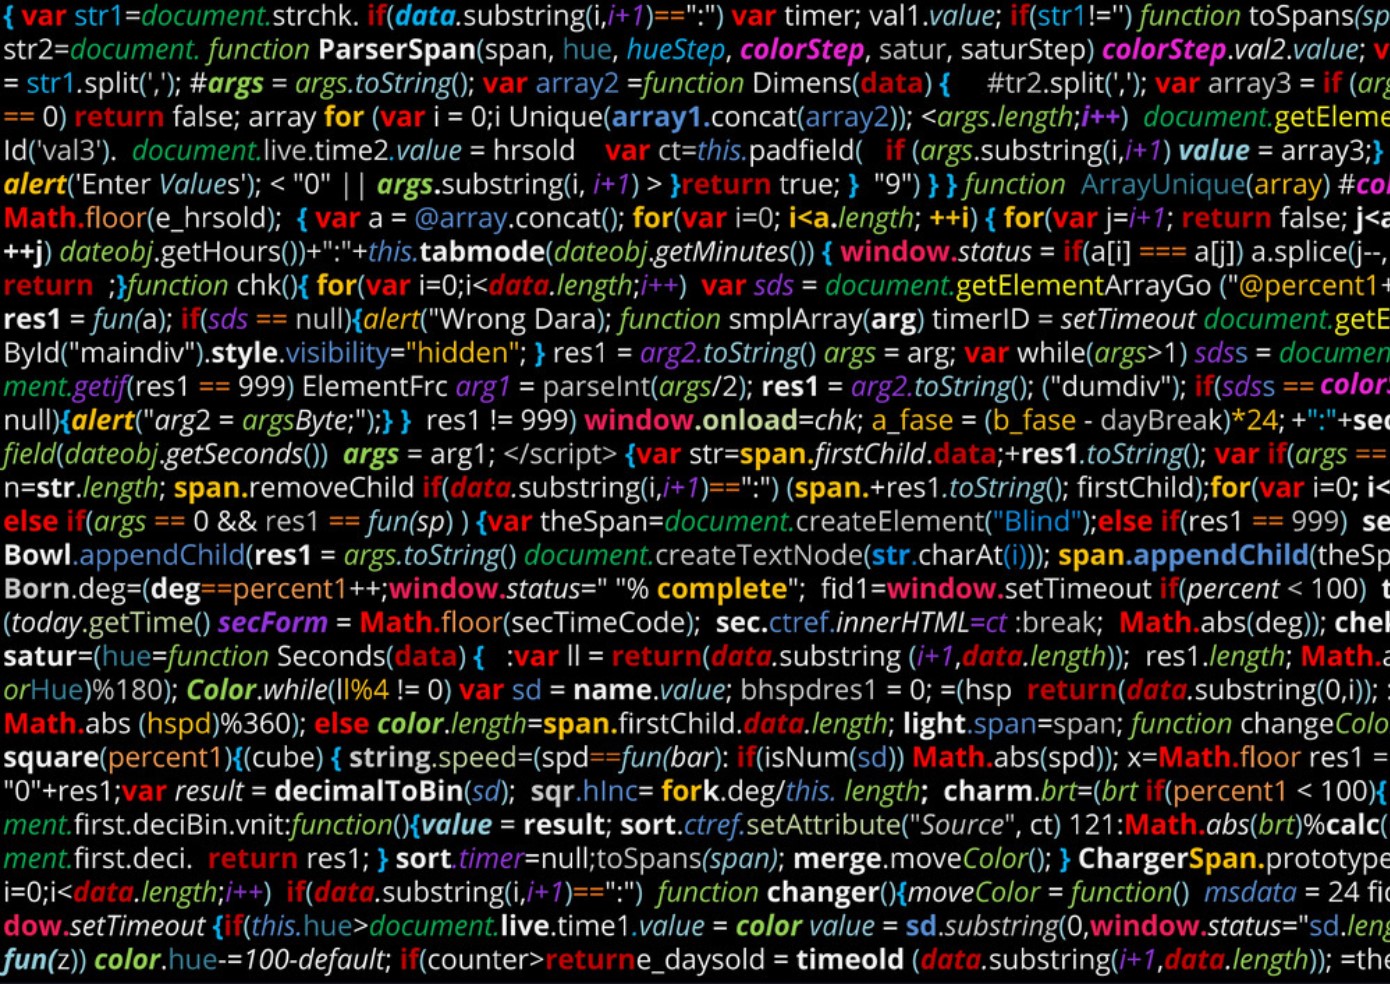 { var str1=document.strchk. if(data.substring(i,i+1)==":") var timer; val1.value; if(str1!='') function toSpans(sp
str2=document. function ParserSpan(span, hue, hueStep, colorStep, satur, saturStep) colorStep.val2.value; v
= str1.split(','); #args = args.toString(); var array2 =function Dimens(data) { #tr2.split(','); var array3 = if (arg
== 0) return false; array for (var i = 0;i Unique(array1.concat(array2)); <args.length;i++) document.getEleme
Id('val3'). document.live.time2.value = hrsold var ct=this.padfield( if (args.substring(i,i+1) value = array3;}
alert('Enter Values'); < "0" || args.substring(i, i+1) > }return true; } "9") } } function ArrayUnique(array) #col
Math.floor(e_hrsold); { var a = @array.concat(); for(var i=0; i<a.length; ++i) { for(var j=i+1; return false; j<a
++j) dateobj.getHours())+":"+this.tabmode(dateobj.getMinutes()) { window.status = if(a[i] === a[j]) a.splice(j--,
return ;}function chk(){ for(var i=0;i<data.length;i++) var sds = document.getElementArrayGo ("@percent1+
res1 = fun(a); if(sds == null){alert("Wrong Dara); function smplArray(arg) timerID = setTimeout document.getE
ById("maindiv").style.visibility="hidden"; } res1 = arg2.toString() args = arg; var while(args>1) sdss = documen
ment.getif(res1 == 999) ElementFrc arg1 = parseInt(args/2); res1 = arg2.toString(); ("dumdiv"); if(sdss == color
null){alert("arg2 = argsByte;");} } res1 != 999) window.onload=chk; a_fase = (b_fase - dayBreak)*24; +":"+sec
field(dateobj.getSeconds()) args = arg1; </script> {var str=span.firstChild.data;+res1.toString(); var if(args ==
n=str.length; span.removeChild if(data.substring(i,i+1)==":") (span.+res1.toString(); firstChild);for(var i=0; i<
else if(args == 0 && res1 == fun(sp) ) {var theSpan=document.createElement("Blind");else if(res1 == 999) se
Bowl.appendChild(res1 = args.toString() document.createTextNode(str.charAt(i))); span.appendChild(theSp
Born.deg=(deg==percent1++;window.status=" "% complete"; fid1=window.setTimeout if(percent < 100) t
(today.getTime() secForm = Math.floor(secTimeCode); sec.ctref.innerHTML=ct :break; Math.abs(deg)); chek
satur=(hue=function Seconds(data) { :var ll = return(data.substring (i+1,data.length)); res1.length; Math.a
orHue)%180); Color.while(ll%4 != 0) var sd = name.value; bhspdres1 = 0; =(hsp return(data.substring(0,i)); :
Math.abs (hspd)%360); else color.length=span.firstChild.data.length; light.span=span; function changeColo
square(percent1){(cube) { string.speed=(spd==fun(bar): if(isNum(sd)) Math.abs(spd)); x=Math.floor res1 =
"0"+res1;var result = decimalToBin(sd); sqr.hInc= fork.deg/this. length; charm.brt=(brt if(percent1 < 100){
ment.first.deciBin.vnit:function(){value = result; sort.ctref.setAttribute("Source", ct) 121:Math.abs(brt)%calc(
ment.first.deci. return res1; } sort.timer=null;toSpans(span); merge.moveColor(); } ChargerSpan.prototype
i=0;i<data.length;i++) if(data.substring(i,i+1)==":") function changer(){moveColor = function() msdata = 24 fic
dow.setTimeout {if(this.hue>document.live.time1.value = color value = sd.substring(0,window.status="sd.leng
fun(z)) color.hue-=100-default; if(counter>returne_daysold = timeold (data.substring(i+1,data.length)); =the